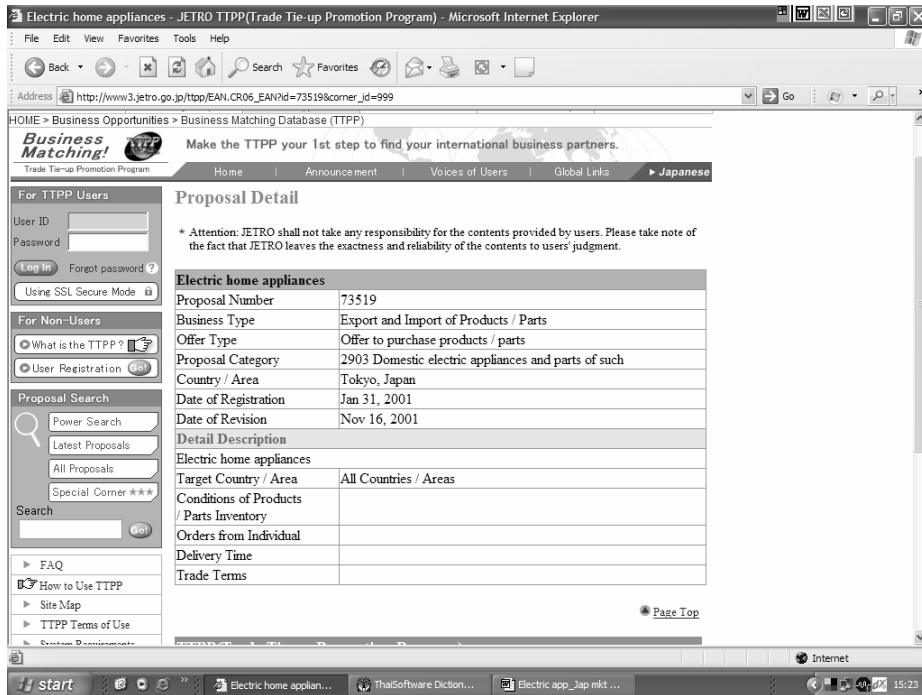 Electric home appliances - JETRO TTPP(Trade Tie-up Promotion Program) - Microsoft Internet Explorer
File Edit View Favorites Tools Help
Back Search Favorites
Address http://www3.jetro.go.jp/ttpp/EAN.CR06_EAN?id=73519&corner_id=999 Go
HOME > Business Opportunities > Business Matching Database (TTPP)
Business
Matching!
TTPP
Trade Tie-up Promotion Program
Make the TTPP your 1st step to find your international business partners.
Home | Announcement | Voices of Users | Global Links Japanese
For TTPP Users
User ID
Password
Log in Forgot password ?
Using SSL Secure Mode
For Non-Users
What is the TTPP ?
User Registration Go!
Proposal Search
Power Search
Latest Proposals
All Proposals
Special Corner ★★★
Search
Go!
FAQ
How to Use TTPP
Site Map
TTPP Terms of Use
System Requirements
Proposal Detail
* Attention: JETRO shall not take any responsibility for the contents provided by users. Please take note of
the fact that JETRO leaves the exactness and reliability of the contents to users' judgment.
Electric home appliances
Proposal Number 73519
Business Type Export and Import of Products / Parts
Offer Type Offer to purchase products / parts
Proposal Category 2903 Domestic electric appliances and parts of such
Country / Area Tokyo, Japan
Date of Registration Jan 31, 2001
Date of Revision Nov 16, 2001
Detail Description
Electric home appliances
Target Country / Area All Countries / Areas
Conditions of Products
/ Parts Inventory
Orders from Individual
Delivery Time
Trade Terms
Page Top
Internet
start Electric home applian... ThaiSoftware Diction... Electric app_Jap mkt ... 15:23